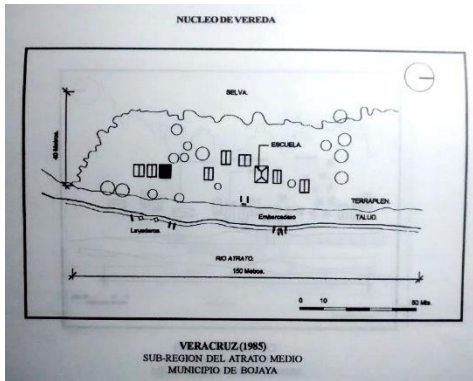 NUCLEO DE VEREDA
SELVA.
40 Metros.
ESCUELA.
TERRAPLEN.
Embarcadero
TALUD.
Lavaderos.
RIO ATRATO.
150 Metros.
0 10 50 Mts.
VERACRUZ (1985)
SUB-REGION DEL ATRATO MEDIO
MUNICIPIO DE BOJAYA